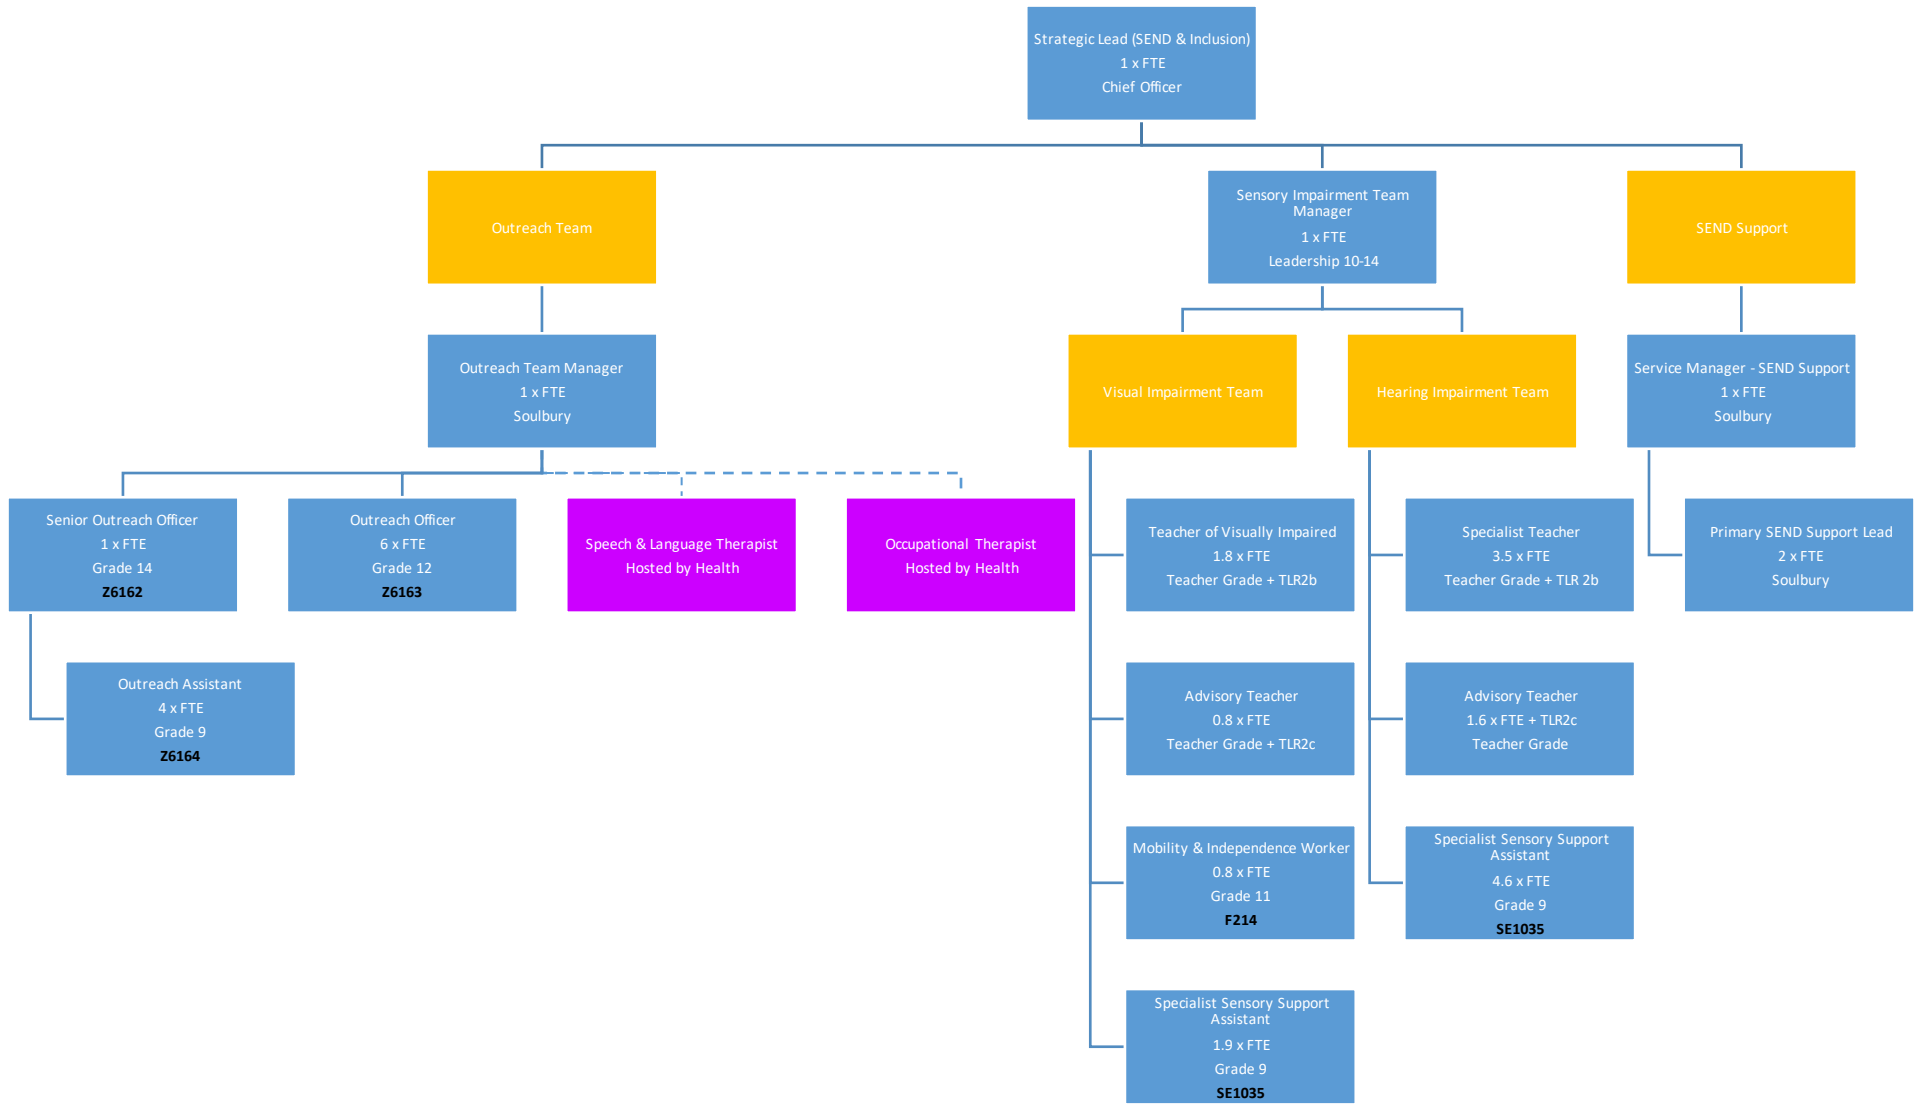 Strategic Lead (SEND & Inclusion)
1 x FTE
Chief Officer
Outreach Team
Sensory Impairment Team
Manager
1 x FTE
Leadership 10-14
SEND Support
Outreach Team Manager
1 x FTE
Soulbury
Visual Impairment Team
Hearing Impairment Team
Service Manager - SEND Support
1 x FTE
Soulbury
Senior Outreach Officer
1 x FTE
Grade 14
Z6162
Outreach Officer
6 x FTE
Grade 12
Z6163
Speech & Language Therapist
Hosted by Health
Occupational Therapist
Hosted by Health
Teacher of Visually Impaired
1.8 x FTE
Teacher Grade + TLR2b
Specialist Teacher
3.5 x FTE
Teacher Grade + TLR 2b
Primary SEND Support Lead
2 x FTE
Soulbury
Outreach Assistant
4 x FTE
Grade 9
Z6164
Advisory Teacher
0.8 x FTE
Teacher Grade + TLR2c
Advisory Teacher
1.6 x FTE + TLR2c
Teacher Grade
Mobility & Independence Worker
0.8 x FTE
Grade 11
F214
Specialist Sensory Support
Assistant
4.6 x FTE
Grade 9
SE1035
Specialist Sensory Support
Assistant
1.9 x FTE
Grade 9
SE1035